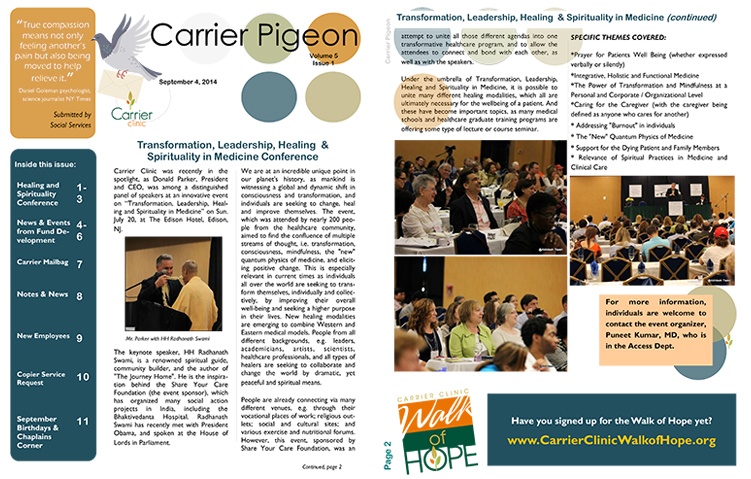 "True compassion
means not only
feeling another's
pain but also being
moved to help
relieve it."
Daniel Goleman psychologist,
science journalist NY Times
Submitted by
Social Services
Carrier Pigeon
Volume 5
Issue 1
September 4, 2014
Carrier
clinic
Inside this issue:
Healing and
Spirituality
Conference
1-
3
News & Events
from Fund De-
velopment
4-
6
Carrier Mailbag
7
Notes & News
8
New Employees
9
Copier Service
Request
10
September
Birthdays &
Chaplains
Corner
11
Transformation, Leadership, Healing &
Spirituality in Medicine Conference
Carrier Clinic was recently in the
spotlight, as Donald Parker, President
and CEO, was among a distinguished
panel of speakers at an innovative event
on "Transformation, Leadership, Heal-
ing and Spirituality in Medicine" on Sun.
July 20, at The Edison Hotel, Edison,
NJ.
Mr. Parker with HH Radhanath Swami
The keynote speaker, HH Radhanath
Swami, is a renowned spiritual guide,
community builder, and the author of
"The Journey Home". He is the inspira-
tion behind the Share Your Care
Foundation (the event sponsor), which
has organized many social action
projects in India, including the
Bhaktivedanta Hospital. Radhanath
Swami has recently met with President
Obama, and spoken at the House of
Lords in Parliament.
We are at an incredible unique point in
our planet's history, as mankind is
witnessing a global and dynamic shift in
consciousness and transformation, and
individuals are seeking to change, heal
and improve themselves. The event,
which was attended by nearly 200 peo-
ple from the healthcare community,
aimed to find the confluence of multiple
streams of thought, i.e. transformation,
consciousness, mindfulness, the "new"
quantum physics of medicine, and elicit-
ing positive change. This is especially
relevant in current times as individuals
all over the world are seeking to trans-
form themselves, individually and collec-
tively, by improving their overall
well-being and seeking a higher purpose
in their lives. New healing modalities
are emerging to combine Western and
Eastern medical models. People from all
different backgrounds, e.g. leaders,
academicians, artists, scientists,
healthcare professionals, and all types of
healers are seeking to collaborate and
change the world by dramatic, yet
peaceful and spiritual means.
People are already connecting via many
different venues, e.g. through their
vocational places of work; religious out-
lets; social and cultural sites; and
various exercise and nutritional forums.
However, this event, sponsored by
Share Your Care Foundation, was an
Continued, page 2
Carrier Pigeon
Transformation, Leadership, Healing & Spirituality in Medicine (continued)
attempt to unite all those agendas into one
transformative healthcare program, and to allow the
attendees to connect and bond with each other, as
well as with the speakers.
Under the umbrella of Transformation, Leadership,
Healing and Spirituality in Medicine, it is possible to
unite many different healing modalities, which are all
ultimately necessary for the wellbeing of a patient. And
these have become important topics, as many medical
schools and healthcare graduate training programs are
offering some type of lecture or course seminar.
SPECIFIC THEMES COVERED:
*Prayer for Patients Well Being (whether expressed
verbally or silently)
*Integrative, Holistic and Functional Medicine
*The Power of Transformation and Mindfulness at a
Personal and Corporate / Organizational Level
*Caring for the Caregiver (with the caregiver being
defined as anyone who cares for another)
* Addressing "Burnout" in individuals
* The "New" Quantum Physics of Medicine
* Support for the Dying Patient and Family Members
* Relevance of Spiritual Practices in Medicine and
Clinical Care
For more information,
individuals are welcome to
contact the event organizer,
Puneet Kumar, MD, who is
in the Access Dept.
Page 2
CARRIER CLINIC
Walk
of
HOPE
Have you signed up for the Walk of Hope yet?
www.CarrierClinicWalkofHope.org